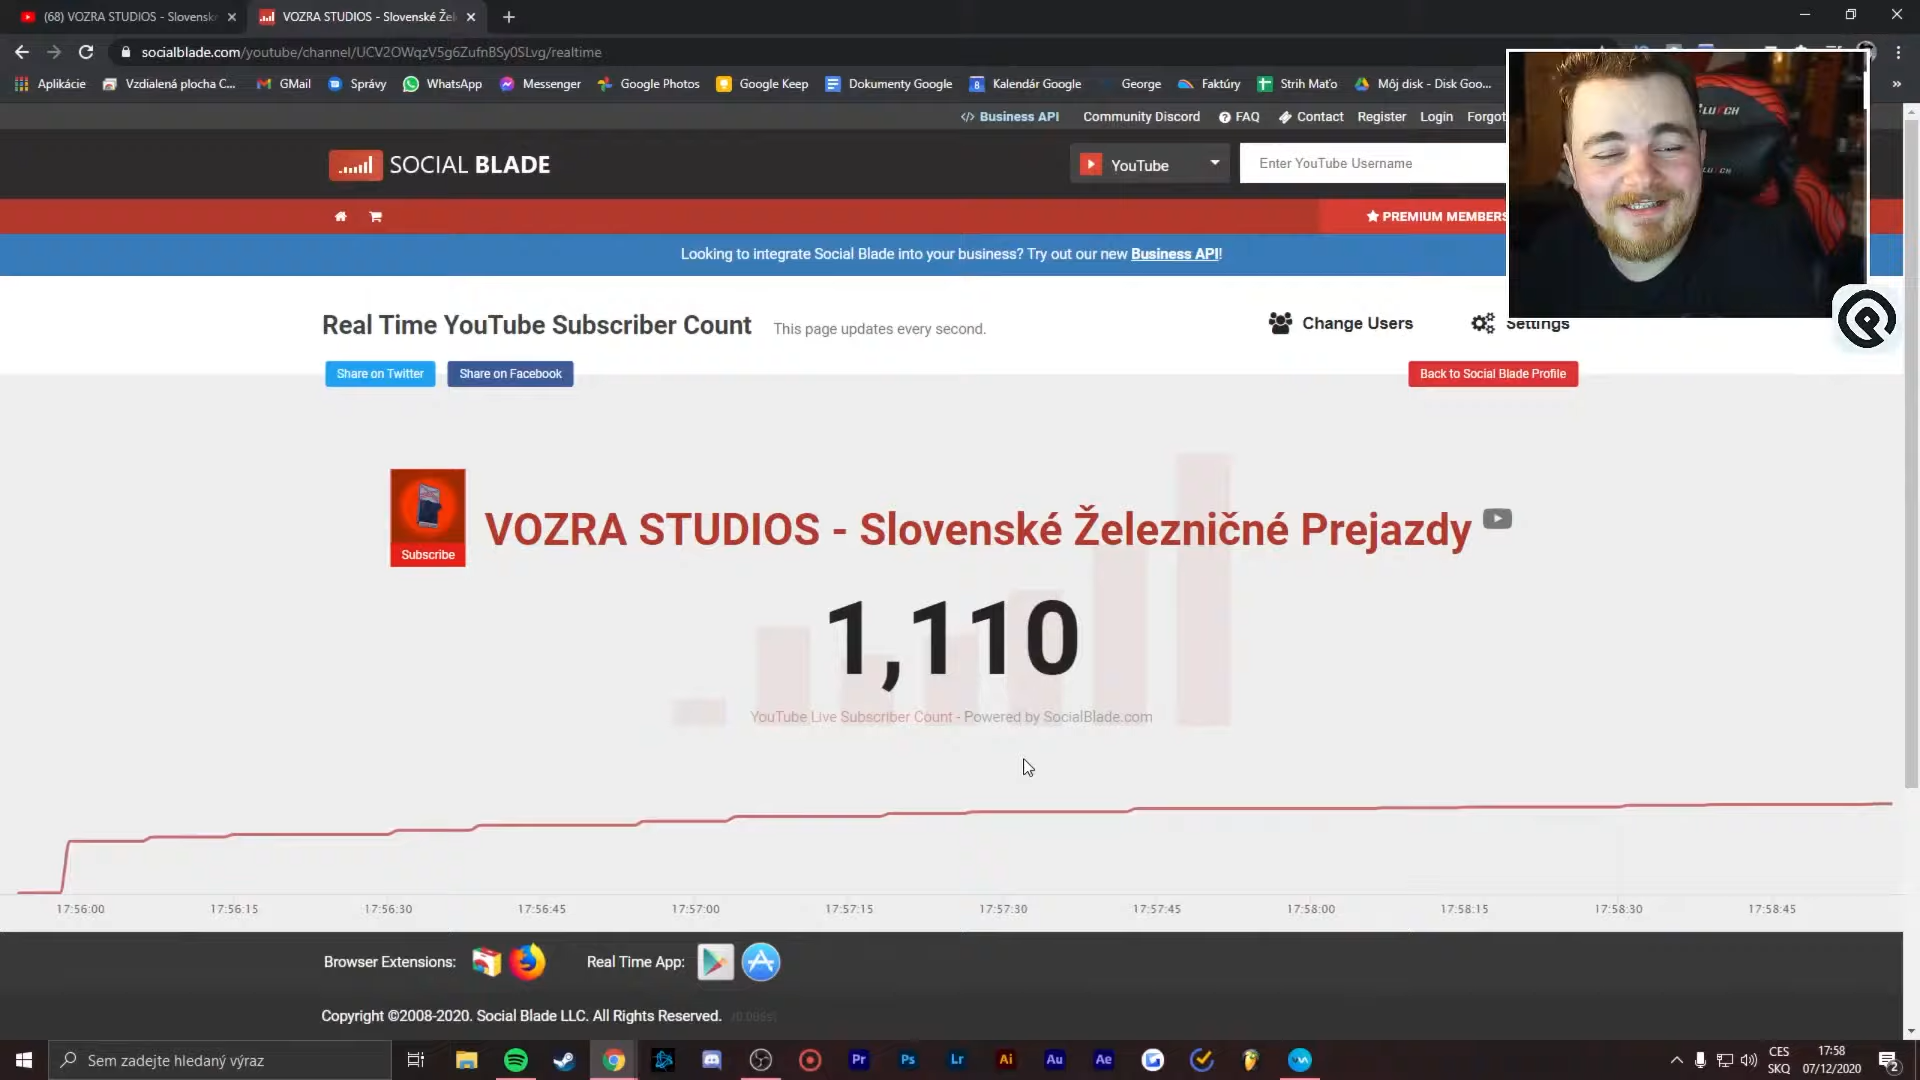 (68) VOZRA STUDIOS - Slovensk
VOZRA STUDIOS - Slovenské Žel
socialblade.com/youtube/channel/UCV2OWqzV5g6ZufnBSy0SLvg/realtime
Aplikácie
Vzdialená plocha C...
GMail
Správy
WhatsApp
Messenger
Google Photos
Google Keep
Dokumenty Google
Kalendár Google
George
Faktúry
Strih Maťo
Môj disk - Disk Goo...
</> Business API
Community Discord
FAQ
Contact
Register
Login
Forgot
SOCIAL BLADE
YouTube
Enter YouTube Username
PREMIUM MEMBERS
Looking to integrate Social Blade into your business? Try out our new Business API!
Real Time YouTube Subscriber Count
This page updates every second.
Change Users
Settings
Share on Twitter
Share on Facebook
Back to Social Blade Profile
Subscribe
VOZRA STUDIOS - Slovenské Železničné Prejazdy
1,110
YouTube Live Subscriber Count - Powered by SocialBlade.com
17:56:00 17:56:15 17:56:30 17:56:45 17:57:00 17:57:15 17:57:30 17:57:45 17:58:00 17:58:15 17:58:30 17:58:45
Browser Extensions:
Real Time App:
Copyright ©2008-2020. Social Blade LLC. All Rights Reserved.
Sem zadejte hledaný výraz
Pr
Ps
Lr
Ai
Au
Ae
CES
SKQ
17:58
07/12/2020
2